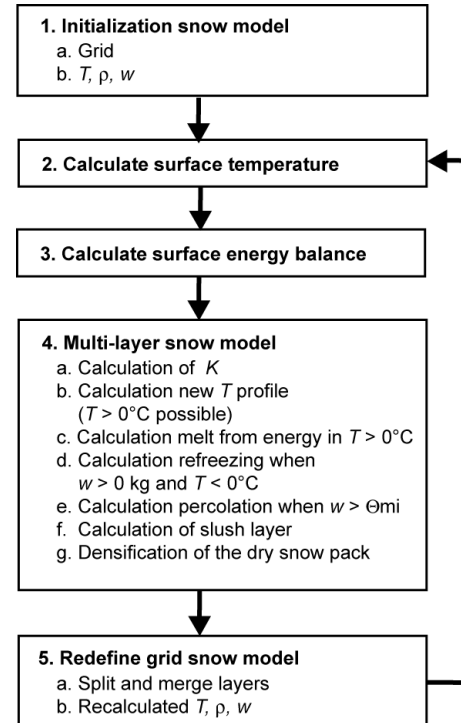 1. Initialization snow model
a. Grid
b. T, ρ, w
2. Calculate surface temperature
3. Calculate surface energy balance
4. Multi-layer snow model
a. Calculation of K
b. Calculation new T profile
(T > 0°C possible)
c. Calculation melt from energy in T > 0°C
d. Calculation refreezing when
w > 0 kg and T < 0°C
e. Calculation percolation when w > Θmi
f. Calculation of slush layer
g. Densification of the dry snow pack
5. Redefine grid snow model
a. Split and merge layers
b. Recalculated T, ρ, w